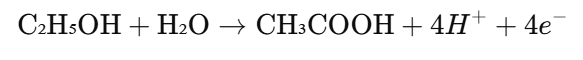 C₂H₅OH + H₂O → CH₃COOH + 4H⁺ + 4e⁻